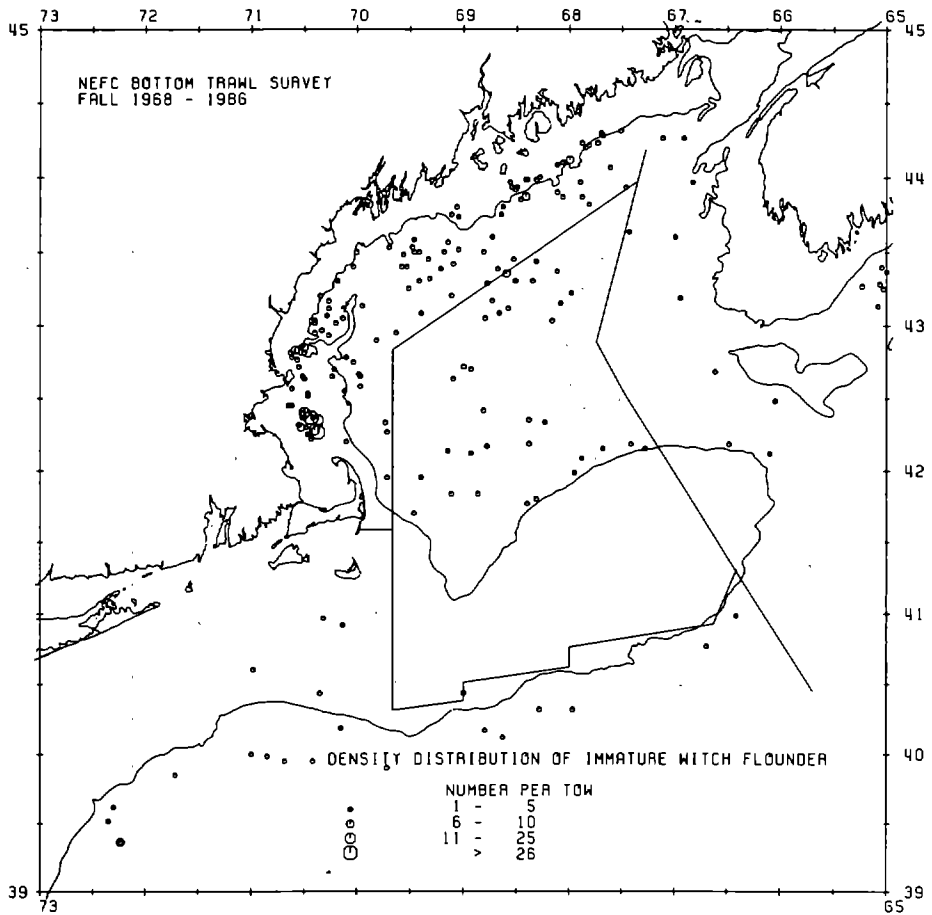 73 72 71 70 69 68 67 66 65
45 45
NEFC BOTTOM TRAWL SURVEY
FALL 1968 - 1986
44 44
43 43
42 42
41 41
40 40
DENSITY DISTRIBUTION OF IMMATURE WITCH FLOUNDER
NUMBER PER TOW
1 - 5
6 - 10
11 - 25
> 26
39 39
73 65